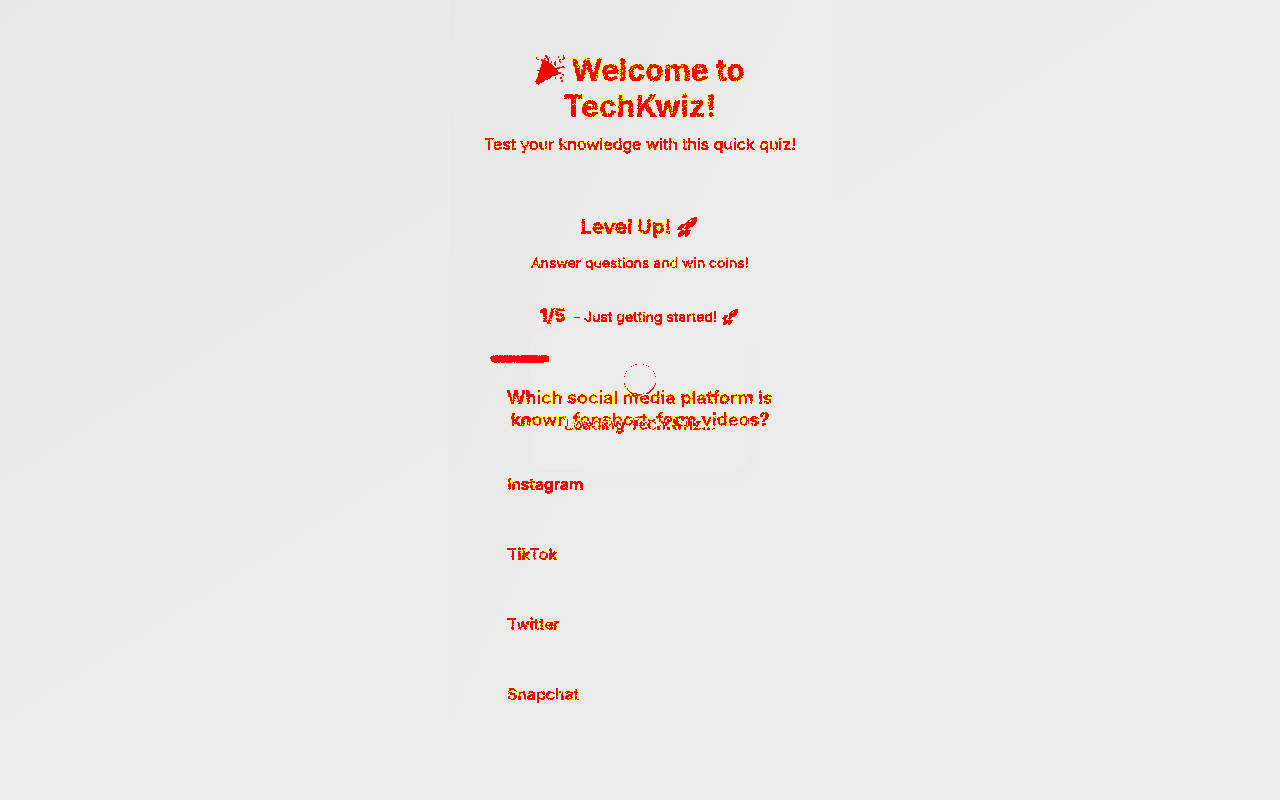 🎉 Welcome to
TechKwiz!
Test your knowledge with this quick quiz!
Level Up! 🚀
Answer questions and win coins!
1/5 - Just getting started! 🚀
Which social media platform is
known for short-form videos?
Loading TechKwiz...
Instagram
TikTok
Twitter
Snapchat